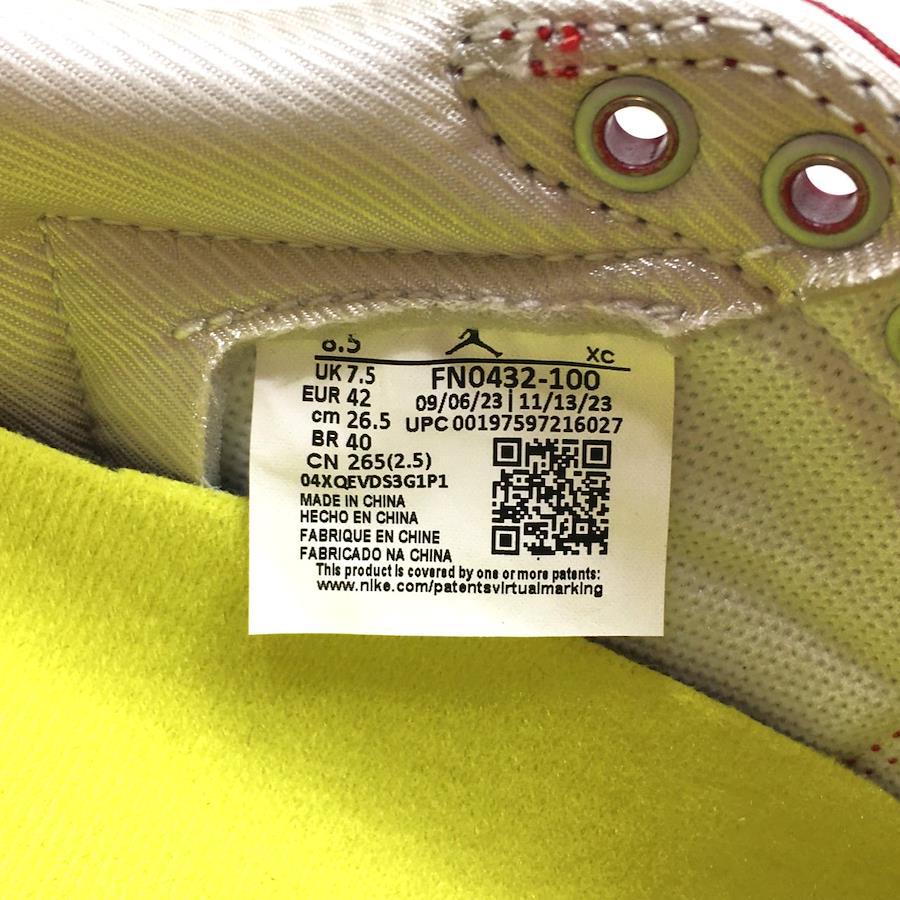 8.5 XC
UK 7.5 FN0432-100
EUR 42 09/06/23 | 11/13/23
cm 26.5 UPC 00197597216027
BR 40
CN 265(2.5)
04XQEVDS3G1P1
MADE IN CHINA
HECHO EN CHINA
FABRIQUE EN CHINE
FABRICADO NA CHINA
This product is covered by one or more patents:
www.nike.com/patentsvirtualmarking